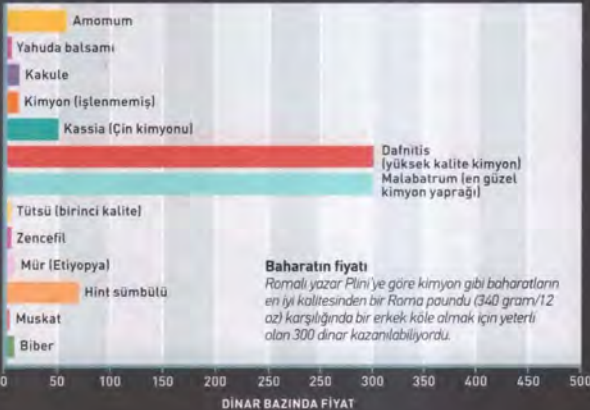 Amomum
Yahuda balsamı
Kakule
Kimyon (işlenmemiş)
Kassia (Çin kimyonu)
Dafnitis
(yüksek kalite kimyon)
Malabatrum (en güzel
kimyon yaprağı)
Tütsü (birinci kalite)
Zencefil
Mür (Etiyopya)
Hint sümbülü
Muskat
Biber
Baharatın fiyatı
Romalı yazar Plini'ye göre kimyon gibi baharatların
en iyi kalitesinden bir Roma poundu (340 gram/12
oz) karşılığında bir erkek köle almak için yeterli
olan 300 dinar kazanılabiliyordu.
0 50 100 150 200 250 300 350 400 450 500
DİNAR BAZINDA FİYAT